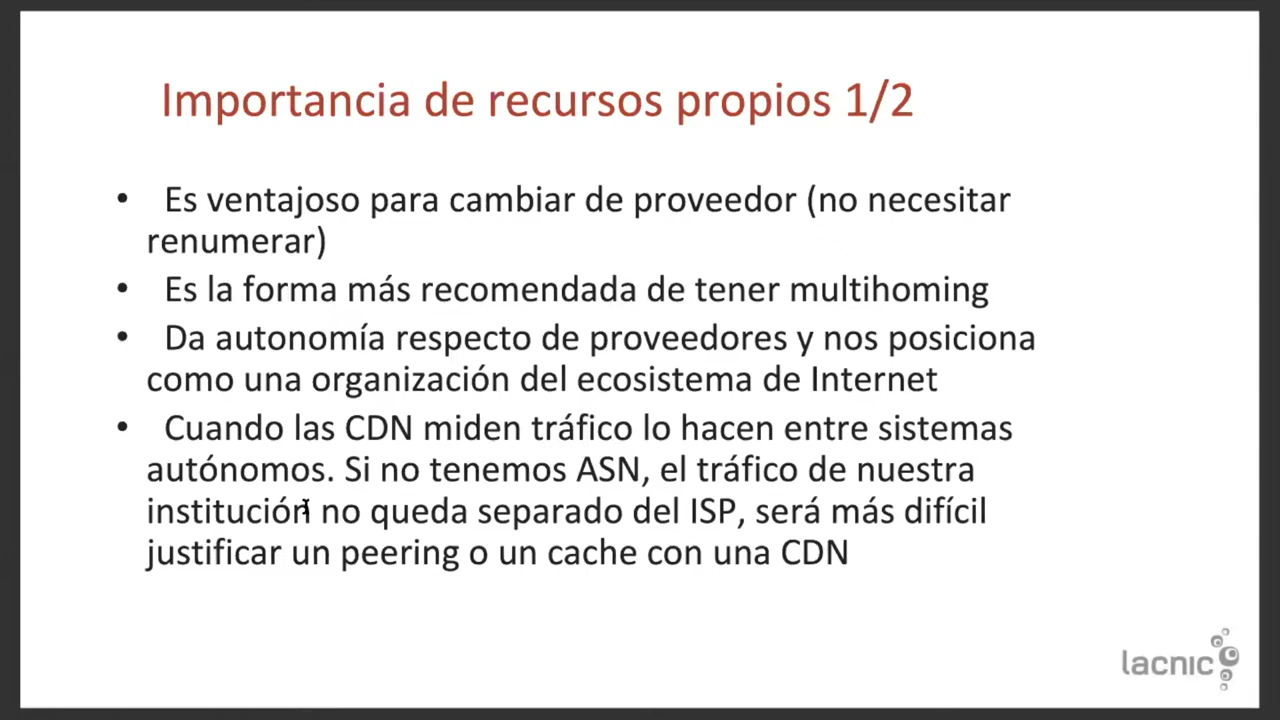 Importancia de recursos propios 1/2
• Es ventajoso para cambiar de proveedor (no necesitar
renumerar)
• Es la forma más recomendada de tener multihoming
• Da autonomía respecto de proveedores y nos posiciona
como una organización del ecosistema de Internet
• Cuando las CDN miden tráfico lo hacen entre sistemas
autónomos. Si no tenemos ASN, el tráfico de nuestra
institución no queda separado del ISP, será más difícil
justificar un peering o un cache con una CDN
lacnic